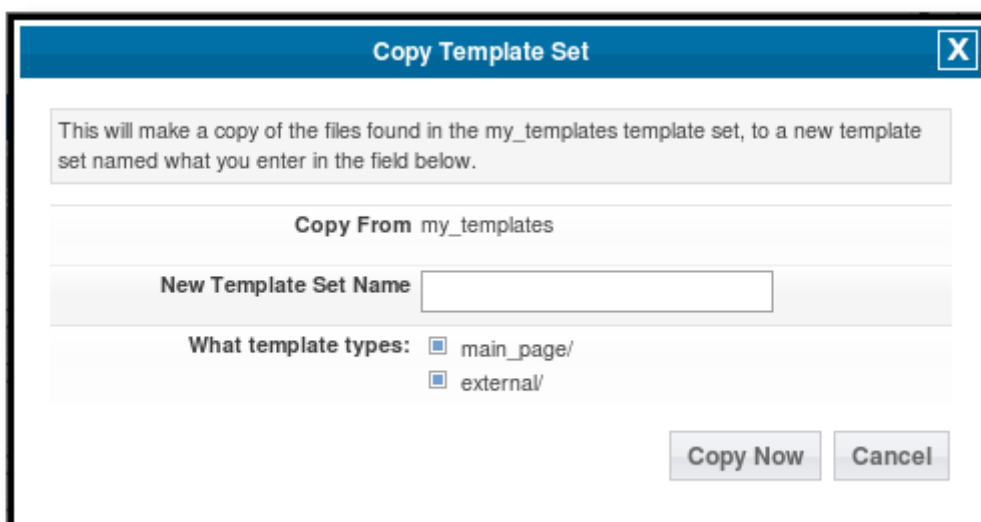 Copy Template Set X
This will make a copy of the files found in the my_templates template set, to a new template
set named what you enter in the field below.
Copy From my_templates
New Template Set Name
What template types: main_page/
external/
Copy Now Cancel